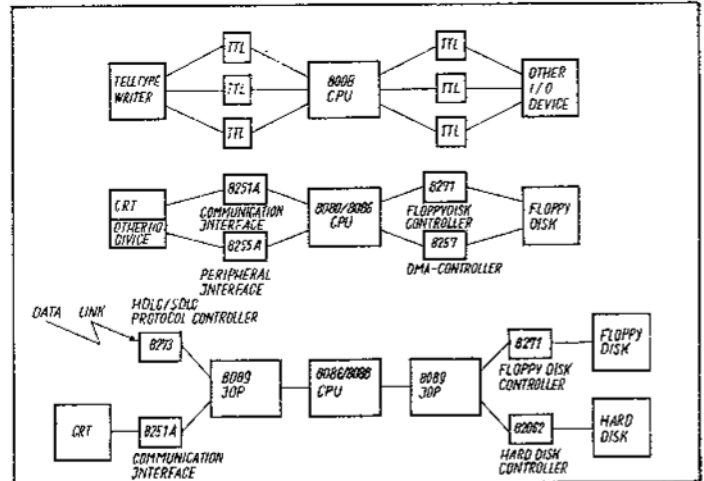 TTL
TTL
TELLTYPE
WRITER
TTL
8008
CPU
TTL
OTHER
I/O
DEVICE
TTL
TTL
CRT
OTHER I/O
DIVICE
8251A
COMMUNICATION
INTERFACE
8255A
PERIPHERAL
INTERFACE
8080/8085
CPU
8271
FLOPPYDISK
CONTROLLER
8257
DMA-CONTROLLER
FLOPPY
DISK
DATA LINK
HDLC/SDLC
PROTOCOL CONTROLLER
8273
8089
IOP
8086/8088
CPU
8089
IOP
8271
FLOPPY DISK
CONTROLLER
FLOPPY
DISK
CRT
8251A
COMMUNICATION
INTERFACE
82062
HARD DISK
CONTROLLER
HARD
DISK